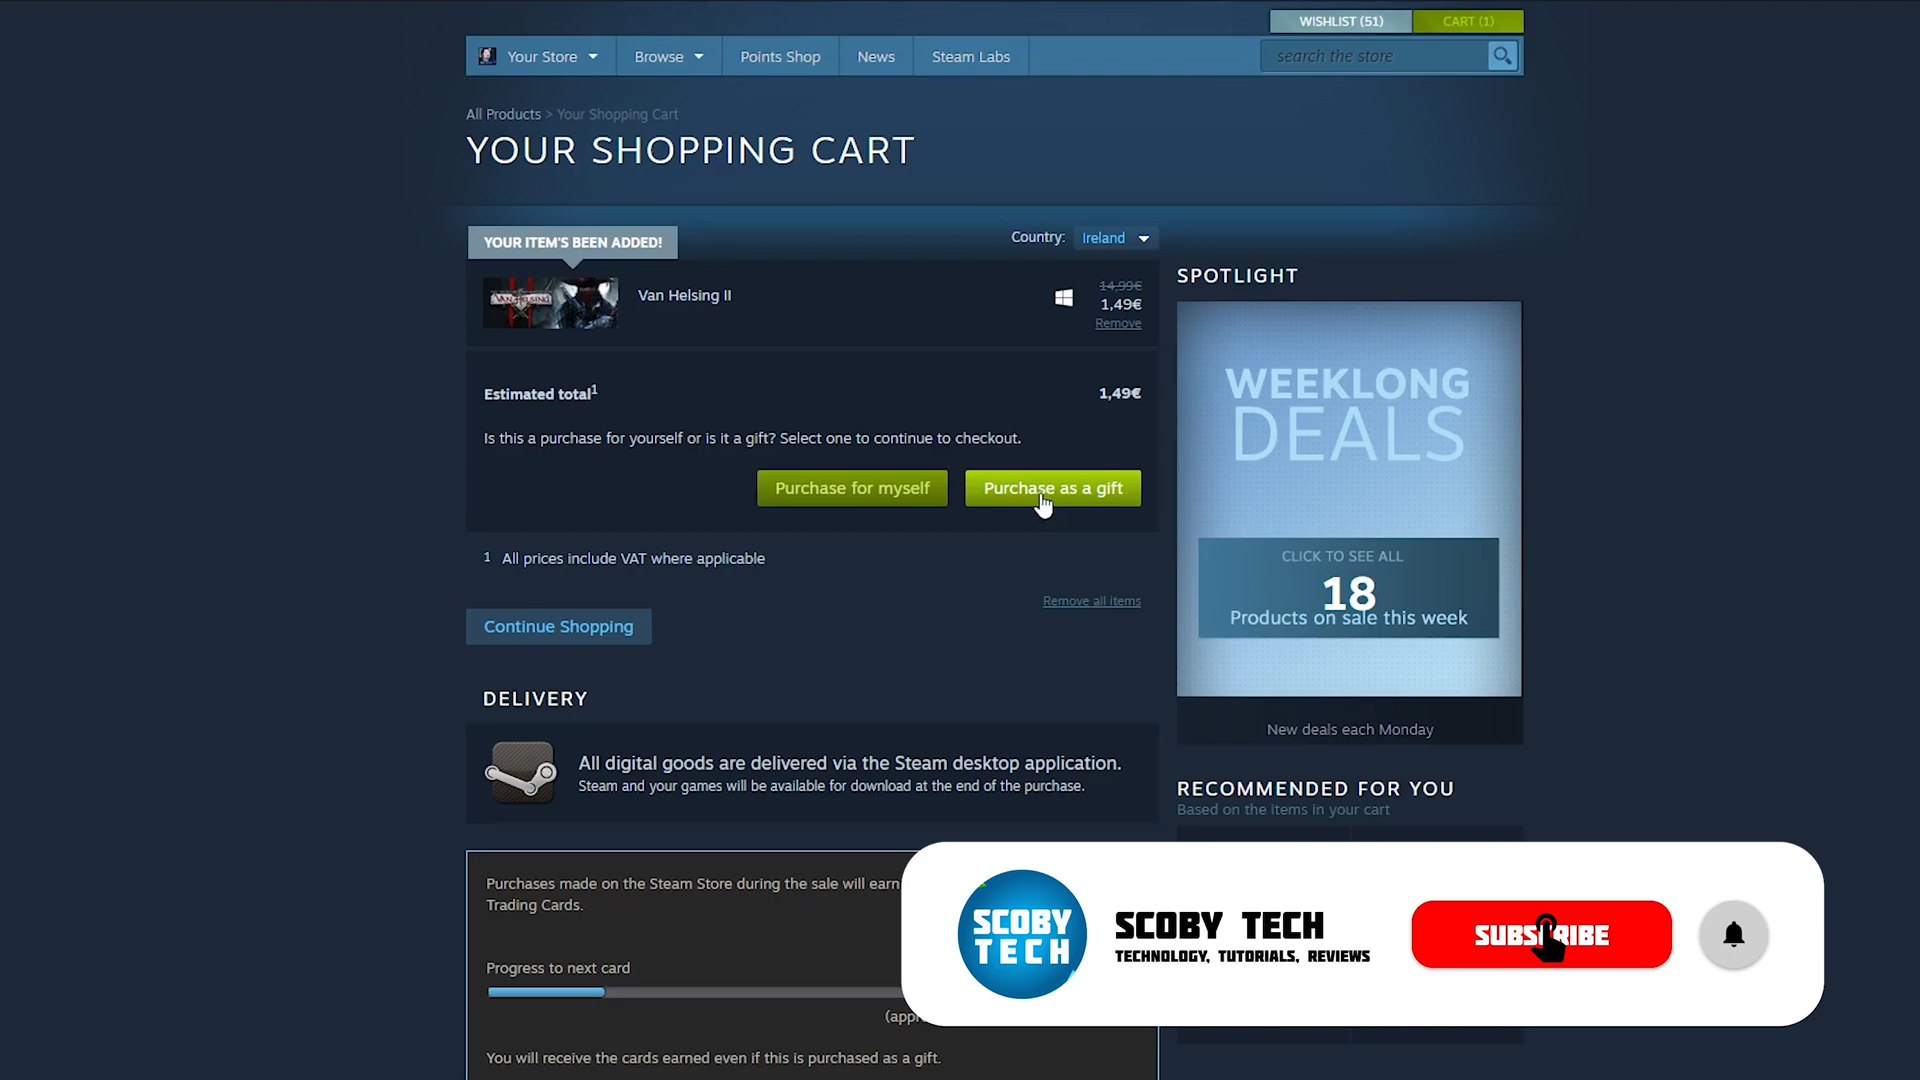 WISHLIST (51)
CART (1)
Your Store
Browse
Points Shop
News
Steam Labs
search the store
All Products > Your Shopping Cart
YOUR SHOPPING CART
YOUR ITEM'S BEEN ADDED!
Country: Ireland
VAN HELSING II
Van Helsing II
14,99€
1,49€
Remove
Estimated total1
1,49€
Is this a purchase for yourself or is it a gift? Select one to continue to checkout.
Purchase for myself
Purchase as a gift
1 All prices include VAT where applicable
Remove all items
Continue Shopping
DELIVERY
All digital goods are delivered via the Steam desktop application.
Steam and your games will be available for download at the end of the purchase.
Purchases made on the Steam Store during the sale will earn
Trading Cards.
Progress to next card
(appr
You will receive the cards earned even if this is purchased as a gift.
SPOTLIGHT
WEEKLONG
DEALS
CLICK TO SEE ALL
18
Products on sale this week
New deals each Monday
RECOMMENDED FOR YOU
Based on the items in your cart
SCOBY
TECH
SCOBY TECH
TECHNOLOGY, TUTORIALS, REVIEWS
SUBSCRIBE